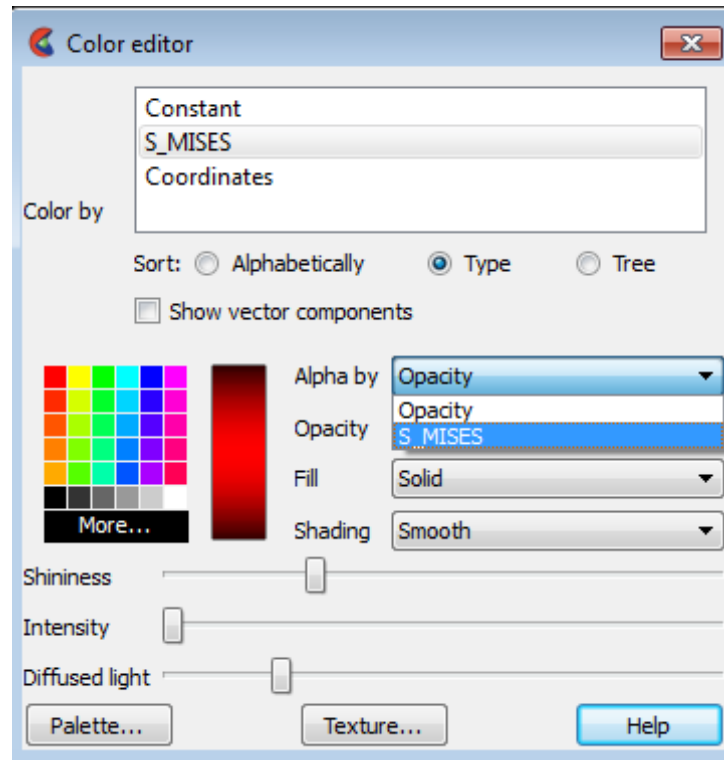 Color editor
Constant
S_MISES
Coordinates
Color by
Sort: Alphabetically Type Tree
Show vector components
Alpha by Opacity
Opacity
Opacity
S_MISES
Fill Solid
More...
Shading Smooth
Shininess
Intensity
Diffused light
Palette... Texture... Help